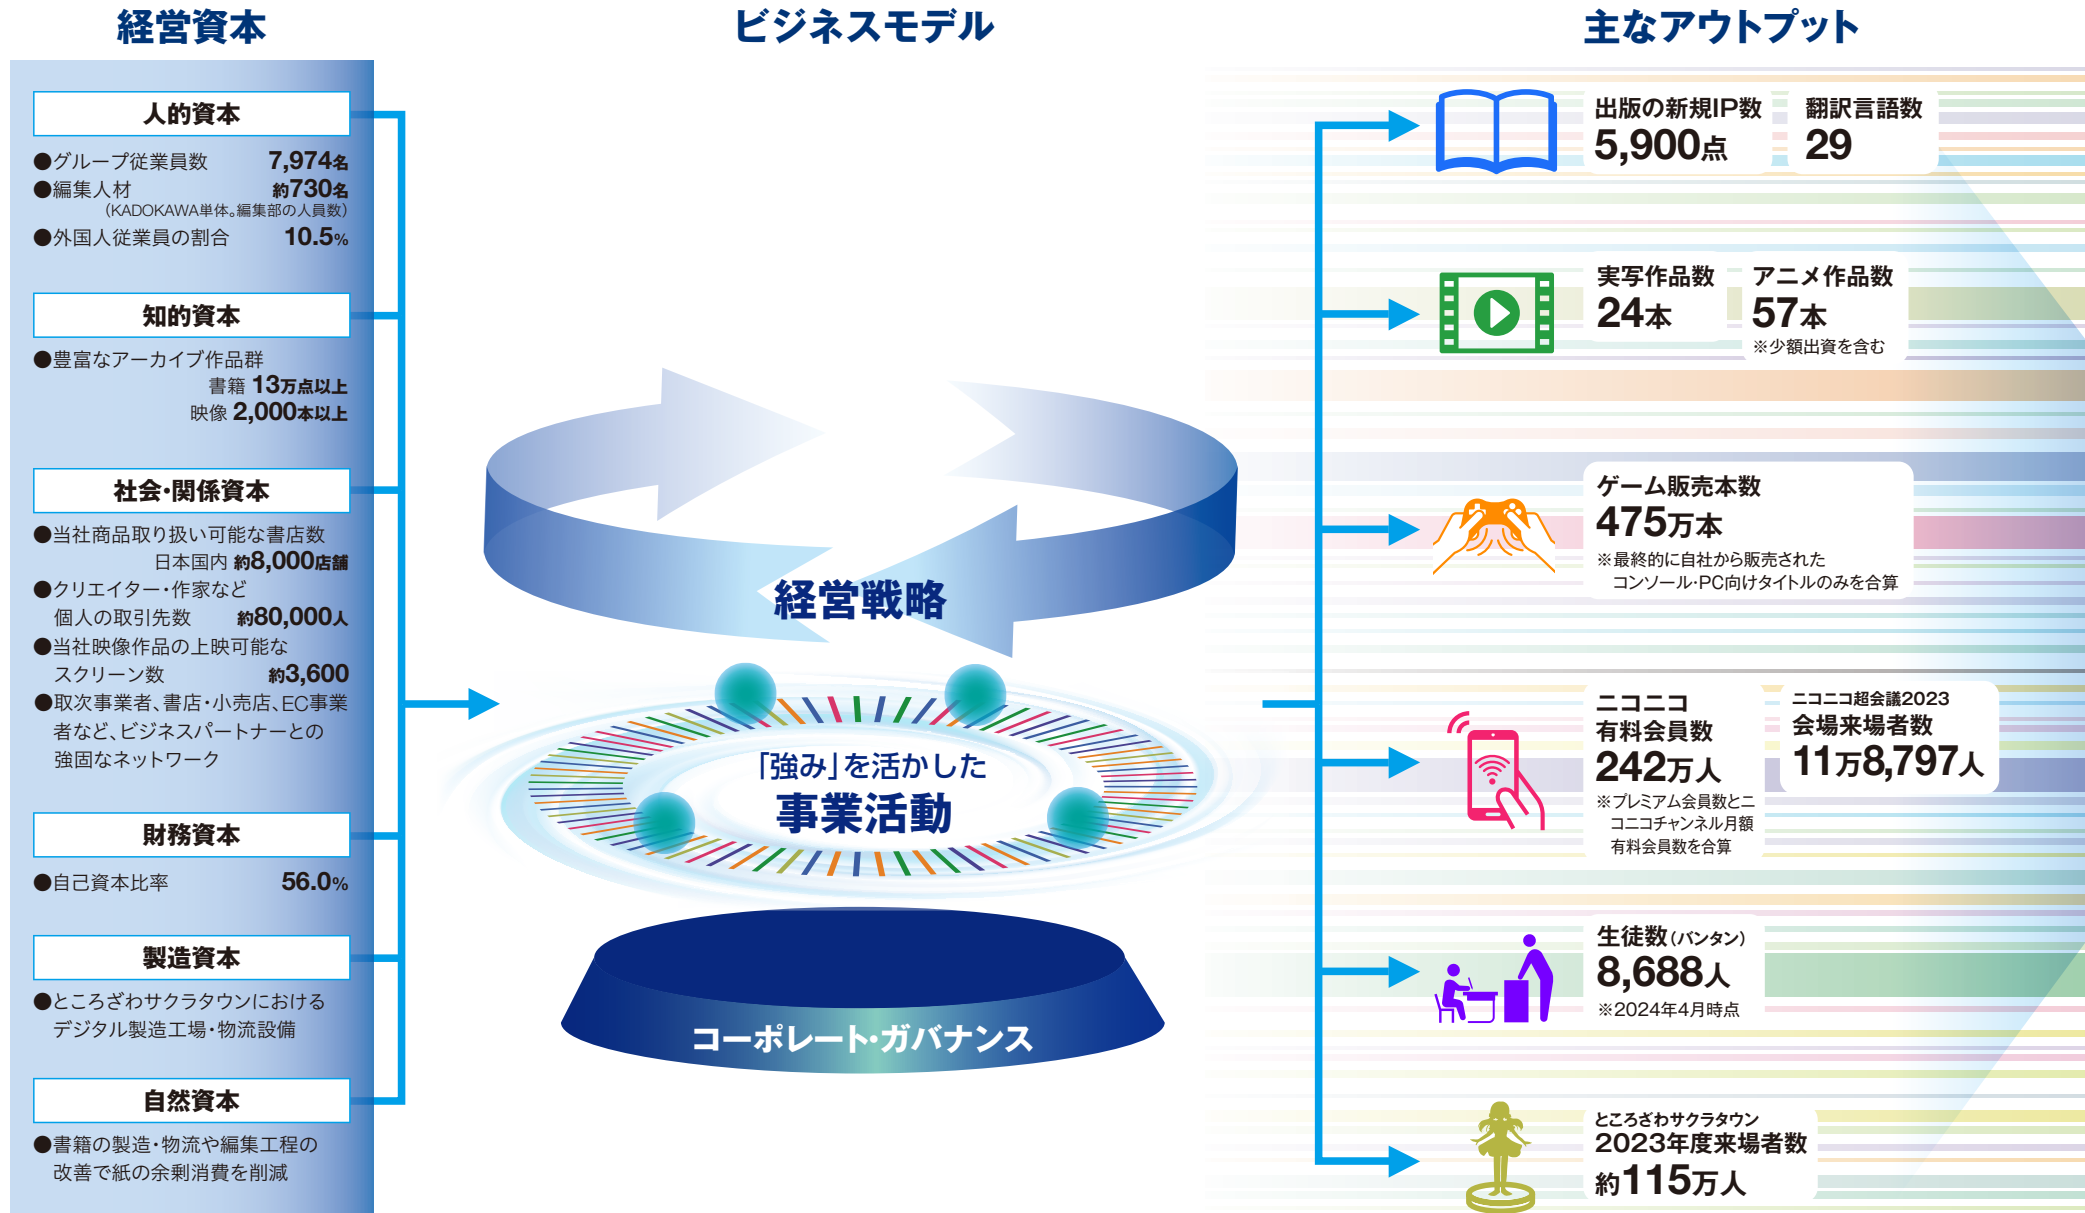 経営資本
ビジネスモデル
主なアウトプット
人的資本
●グループ従業員数 7,974名
●編集人材 約730名
（KADOKAWA単体。編集部の人員数）
●外国人従業員の割合 10.5%
知的資本
●豊富なアーカイブ作品群
書籍 13万点以上
映像 2,000本以上
社会・関係資本
●当社商品取り扱い可能な書店数
日本国内 約8,000店舗
●クリエイター・作家など
個人の取引先数 約80,000人
●当社映像作品の上映可能な
スクリーン数 約3,600
●取次事業者、書店・小売店、EC事業
者など、ビジネスパートナーとの
強固なネットワーク
財務資本
●自己資本比率 56.0%
製造資本
●ところざわサクラタウンにおける
デジタル製造工場・物流設備
自然資本
●書籍の製造・物流や編集工程の
改善で紙の余剰消費を削減
経営戦略
「強み」を活かした
事業活動
コーポレート・ガバナンス
出版の新規IP数
5,900点
翻訳言語数
29
実写作品数
24本
アニメ作品数
57本
※少額出資を含む
ゲーム販売本数
475万本
※最終的に自社から販売された
コンソール・PC向けタイトルのみを合算
ニコニコ
有料会員数
242万人
※プレミアム会員数とニ
コニコチャンネル月額
有料会員数を合算
ニコニコ超会議2023
会場来場者数
11万8,797人
生徒数（バンタン）
8,688人
※2024年4月時点
ところざわサクラタウン
2023年度来場者数
約115万人